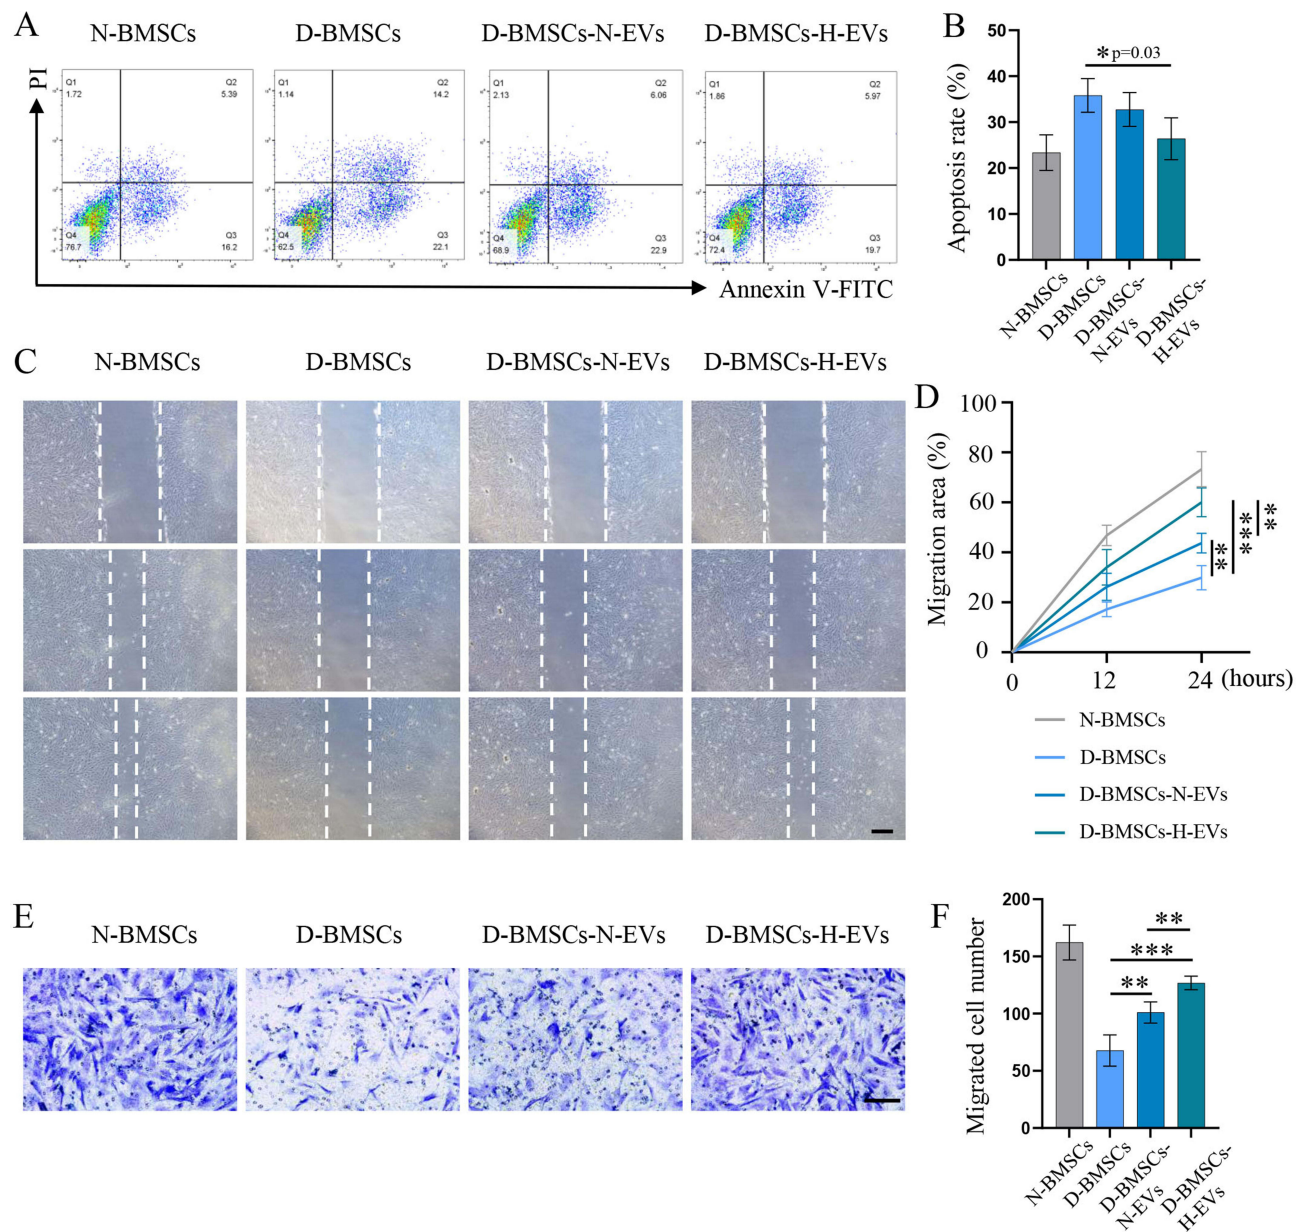 A
N-BMSCs D-BMSCs D-BMSCs-N-EVs D-BMSCs-H-EVs
PI
Q1 1.72 Q2 5.39 Q4 76.7 Q3 16.2
Q1 1.14 Q2 14.2 Q4 62.5 Q3 22.1
Q1 2.13 Q2 6.06 Q4 68.9 Q3 22.9
Q1 1.86 Q2 5.97 Q4 72.4 Q3 19.7
Annexin V-FITC
B
Apoptosis rate (%)
50
40
30
20
10
0
* p=0.03
N-BMSCs
D-BMSCs
D-BMSCs-
N-EVs
D-BMSCs-
H-EVs
C
N-BMSCs D-BMSCs D-BMSCs-N-EVs D-BMSCs-H-EVs
D
Migration area (%)
100
80
60
40
20
0
0 12 24 (hours)
** *** **
N-BMSCs
D-BMSCs
D-BMSCs-N-EVs
D-BMSCs-H-EVs
E
N-BMSCs D-BMSCs D-BMSCs-N-EVs D-BMSCs-H-EVs
F
Migrated cell number
200
150
100
50
0
**
***
**
N-BMSCs
D-BMSCs
D-BMSCs-
N-EVs
D-BMSCs-
H-EVs